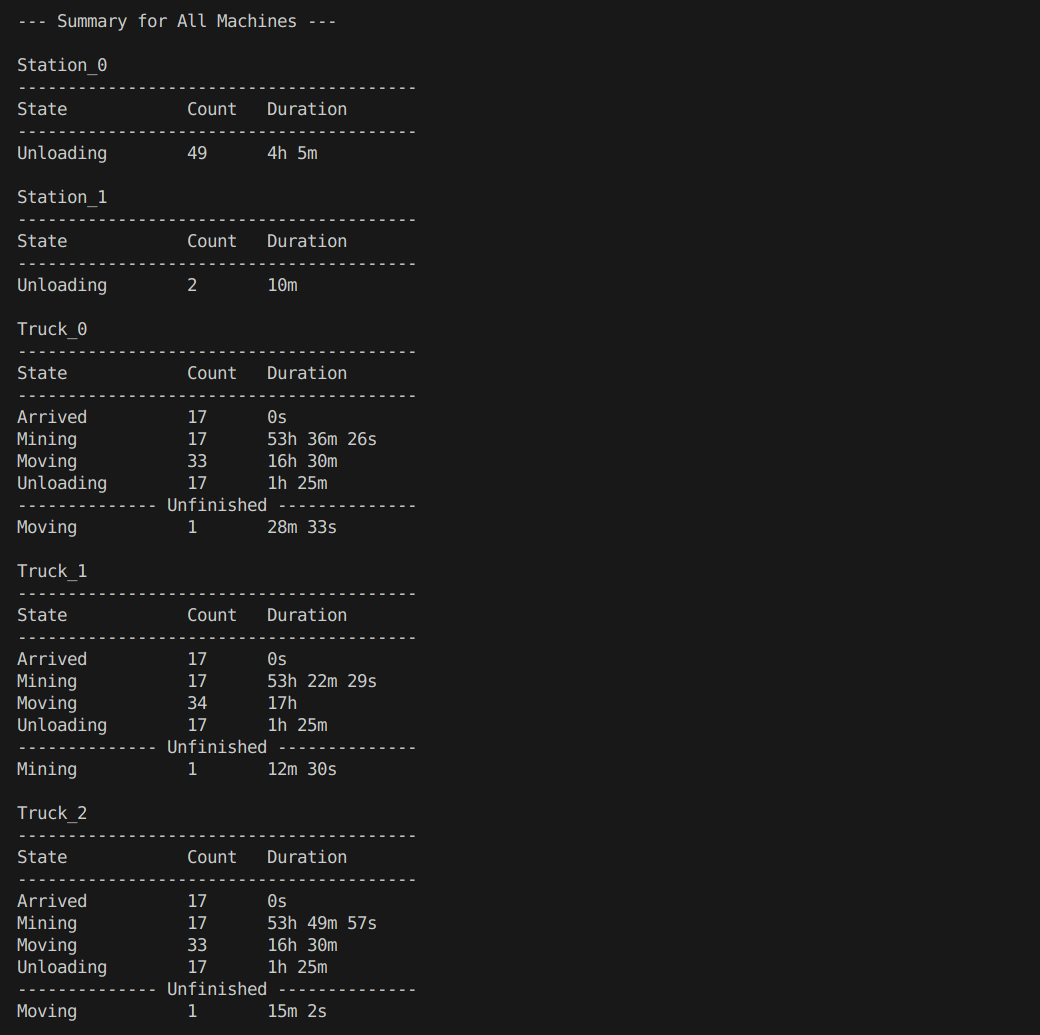 --- Summary for All Machines ---
Station_0
----------------------------------------
State            Count   Duration
----------------------------------------
Unloading        49      4h 5m
Station_1
----------------------------------------
State            Count   Duration
----------------------------------------
Unloading        2       10m
Truck_0
----------------------------------------
State            Count   Duration
----------------------------------------
Arrived          17      0s
Mining           17      53h 36m 26s
Moving           33      16h 30m
Unloading        17      1h 25m
-------------- Unfinished --------------
Moving           1       28m 33s
Truck_1
----------------------------------------
State            Count   Duration
----------------------------------------
Arrived          17      0s
Mining           17      53h 22m 29s
Moving           34      17h
Unloading        17      1h 25m
-------------- Unfinished --------------
Mining           1       12m 30s
Truck_2
----------------------------------------
State            Count   Duration
----------------------------------------
Arrived          17      0s
Mining           17      53h 49m 57s
Moving           33      16h 30m
Unloading        17      1h 25m
-------------- Unfinished --------------
Moving           1       15m 2s